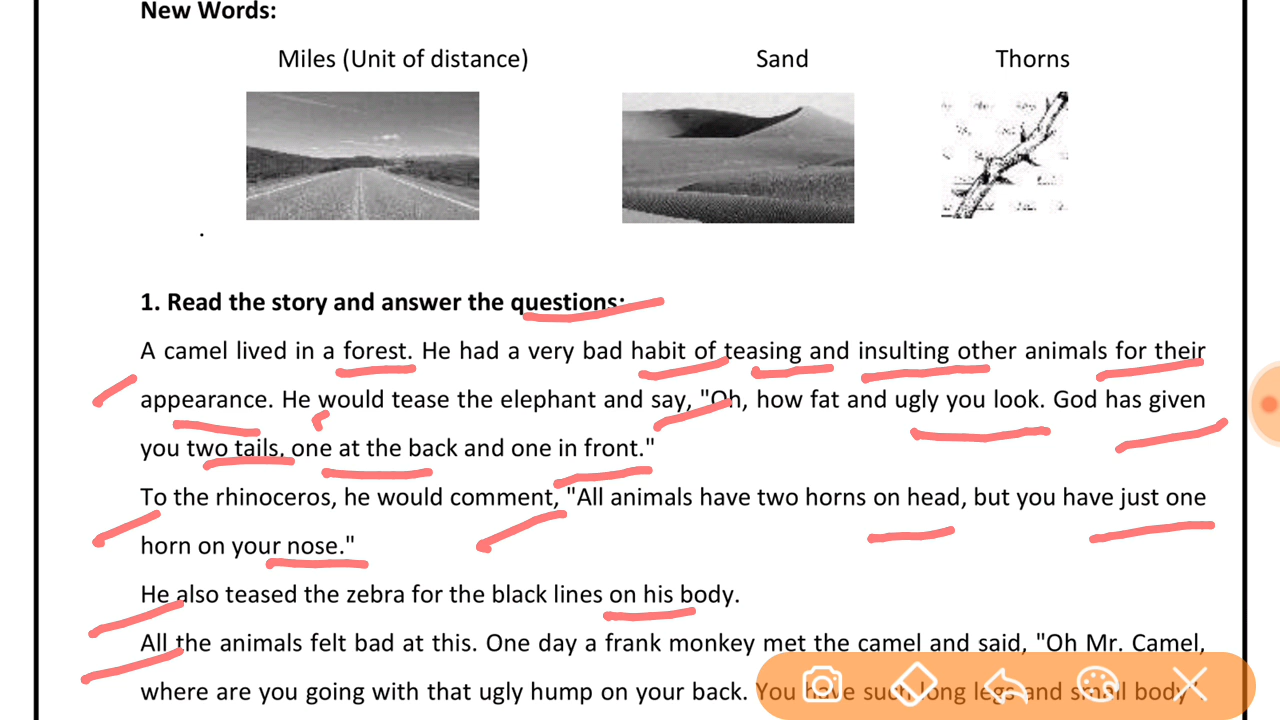 New Words:
Miles (Unit of distance) Sand Thorns
1. Read the story and answer the questions:
A camel lived in a forest. He had a very bad habit of teasing and insulting other animals for their
appearance. He would tease the elephant and say, "Oh, how fat and ugly you look. God has given
you two tails, one at the back and one in front."
To the rhinoceros, he would comment, "All animals have two horns on head, but you have just one
horn on your nose."
He also teased the zebra for the black lines on his body.
All the animals felt bad at this. One day a frank monkey met the camel and said, "Oh Mr. Camel,
where are you going with that ugly hump on your back. You have such long legs and small body".